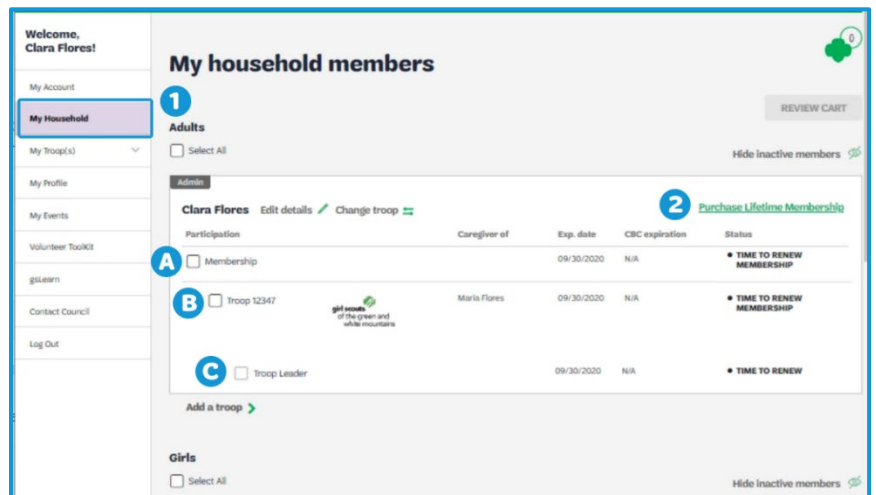 Welcome,
Clara Flores!
My Account
My Household
My Troop(s)
My Profile
My Events
Volunteer Toolkit
gsLearn
Contact Council
Log Out
0
My household members
1
REVIEW CART
Adults
Select All
Hide inactive members
Admin
Clara Flores Edit details Change troop
2 Purchase Lifetime Membership
Participation Caregiver of Exp. date CBC expiration Status
A Membership 09/30/2020 N/A • TIME TO RENEW
MEMBERSHIP
B Troop 12347 Maria Flores 09/30/2020 N/A • TIME TO RENEW
MEMBERSHIP
girl scouts
of the green and
white mountains
C Troop Leader 09/30/2020 N/A • TIME TO RENEW
Add a troop
Girls
Select All
Hide inactive members